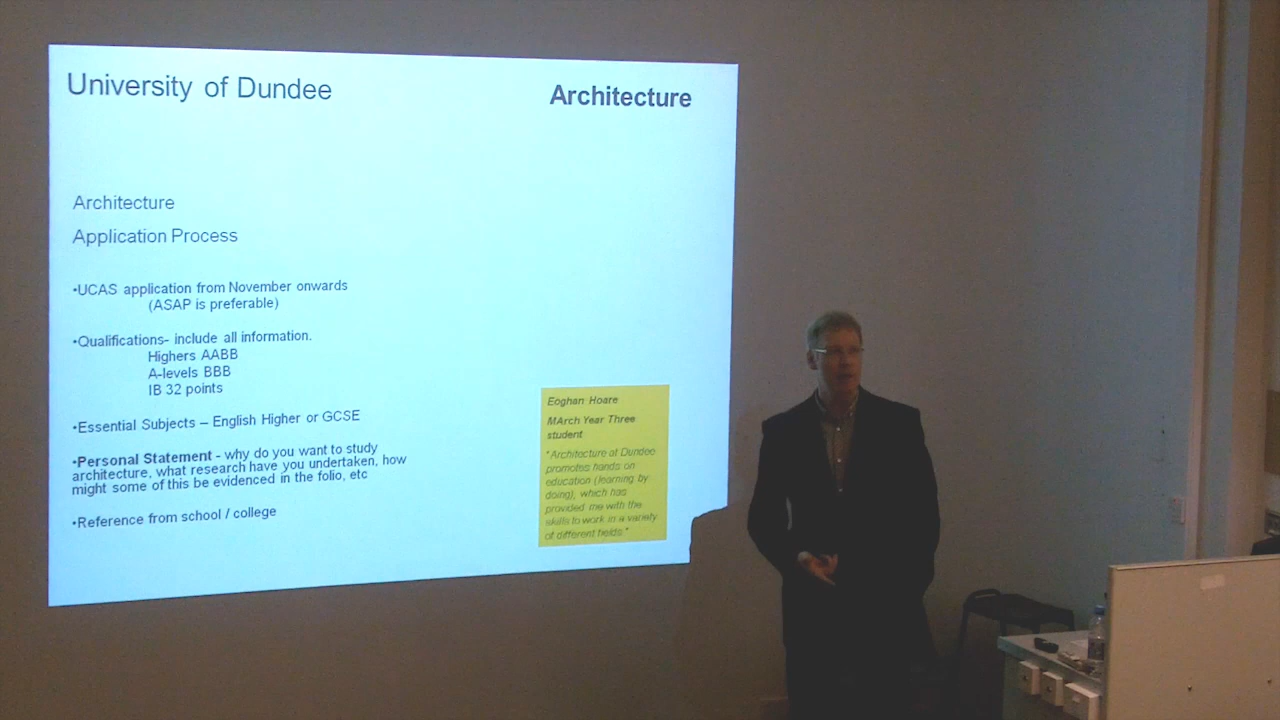 University of Dundee
Architecture
Architecture
Application Process
•UCAS application from November onwards
(ASAP is preferable)
•Qualifications– include all information.
Highers AABB
A-levels BBB
IB 32 points
•Essential Subjects – English Higher or GCSE
•Personal Statement - why do you want to study
architecture, what research have you undertaken, how
might some of this be evidenced in the folio, etc
•Reference from school / college
Eoghan Hoare
MArch Year Three
student
"Architecture at Dundee
promotes hands on
education (learning by
doing), which has
provided me with the
skills to work in a variety
of different fields."